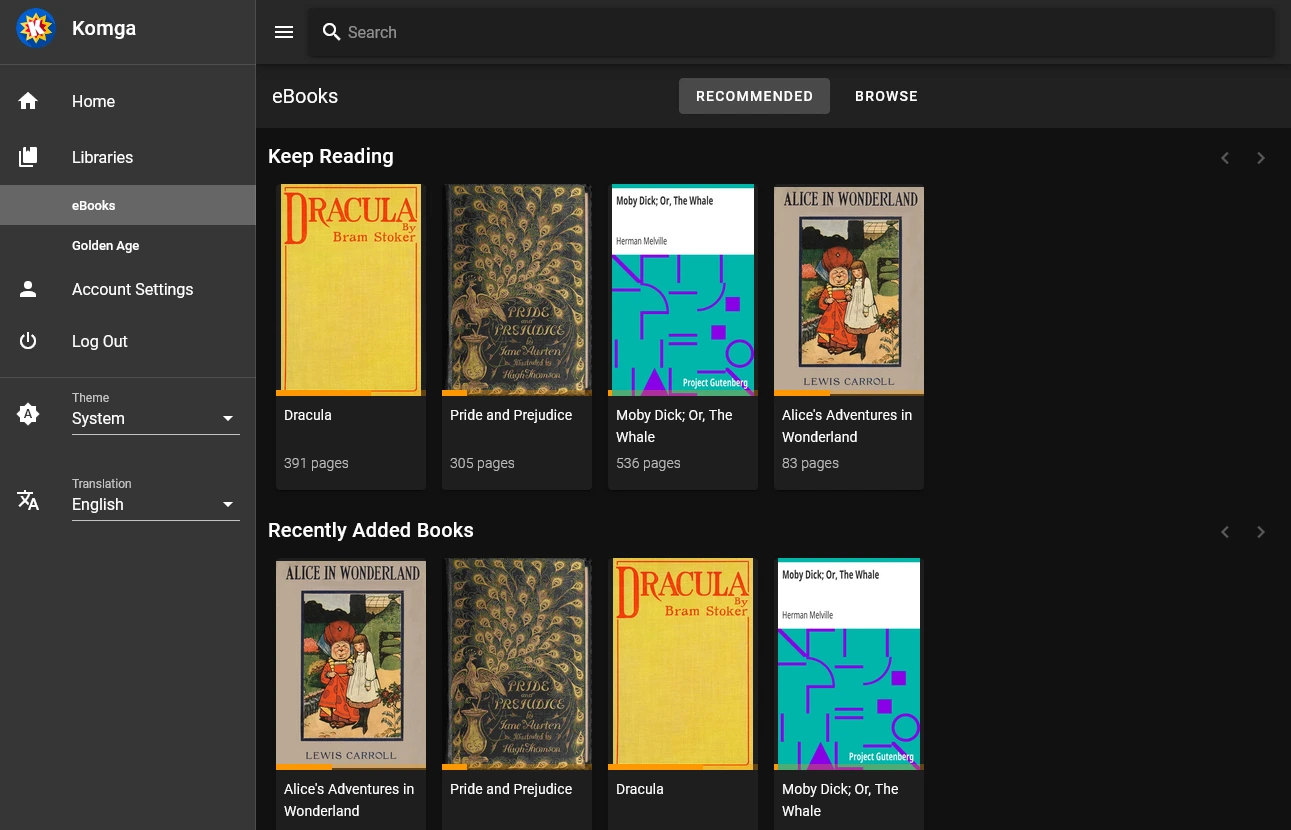 Komga
Search
Home
Libraries
eBooks
Golden Age
Account Settings
Log Out
Theme
System
Translation
English
eBooks
RECOMMENDED
BROWSE
Keep Reading
DRACULA
By
Bram Stoker
Dracula
391 pages
PRIDE
and
PREJUDICE
by
Jane Austen
Illustrated by
Hugh Thomson
Pride and Prejudice
305 pages
Moby Dick; Or, The Whale
Herman Melville
Project Gutenberg
Moby Dick; Or, The
Whale
536 pages
ALICE IN WONDERLAND
LEWIS CARROLL
Alice's Adventures in
Wonderland
83 pages
Recently Added Books
ALICE IN WONDERLAND
LEWIS CARROLL
Alice's Adventures in
Wonderland
PRIDE
and
PREJUDICE
by
Jane Austen
Illustrated by
Hugh Thomson
Pride and Prejudice
DRACULA
By
Bram Stoker
Dracula
Moby Dick; Or, The Whale
Herman Melville
Project Gutenberg
Moby Dick; Or, The
Whale